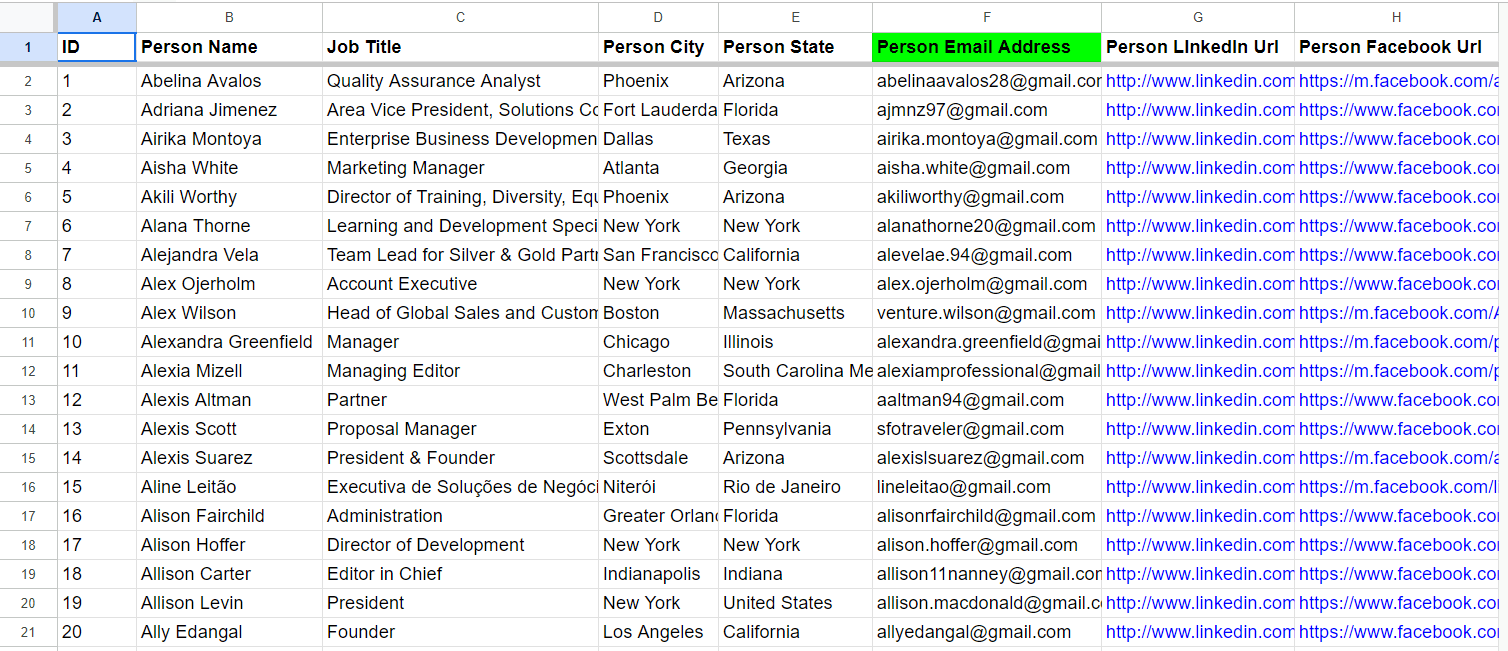 A B C D E F G H
1 ID Person Name Job Title Person City Person State Person Email Address Person LInkedIn Url Person Facebook Url
2 1 Abelina Avalos Quality Assurance Analyst Phoenix Arizona abelinaavalos28@gmail.com http://www.linkedin.com https://m.facebook.com/a
3 2 Adriana Jimenez Area Vice President, Solutions Co Fort Lauderda Florida ajmnz97@gmail.com http://www.linkedin.com https://www.facebook.co
4 3 Airika Montoya Enterprise Business Developmen Dallas Texas airika.montoya@gmail.com http://www.linkedin.com https://www.facebook.co
5 4 Aisha White Marketing Manager Atlanta Georgia aisha.white@gmail.com http://www.linkedin.com https://www.facebook.co
6 5 Akili Worthy Director of Training, Diversity, Equ Phoenix Arizona akiliworthy@gmail.com http://www.linkedin.com https://www.facebook.co
7 6 Alana Thorne Learning and Development Speci New York New York alanathorne20@gmail.com http://www.linkedin.com https://www.facebook.co
8 7 Alejandra Vela Team Lead for Silver & Gold Partn San Francisco California alevelae.94@gmail.com http://www.linkedin.com https://www.facebook.co
9 8 Alex Ojerholm Account Executive New York New York alex.ojerholm@gmail.com http://www.linkedin.com https://www.facebook.co
10 9 Alex Wilson Head of Global Sales and Custom Boston Massachusetts venture.wilson@gmail.com http://www.linkedin.com https://www.facebook.com/A
11 10 Alexandra Greenfield Manager Chicago Illinois alexandra.greenfield@gmai http://www.linkedin.com https://m.facebook.com/p
12 11 Alexia Mizell Managing Editor Charleston South Carolina Me alexiamprofessional@gmail http://www.linkedin.com https://m.facebook.com/p
13 12 Alexis Altman Partner West Palm Be Florida aaltman94@gmail.com http://www.linkedin.com https://www.facebook.co
14 13 Alexis Scott Proposal Manager Exton Pennsylvania sfotraveler@gmail.com http://www.linkedin.com https://www.facebook.co
15 14 Alexis Suarez President & Founder Scottsdale Arizona alexislsuarez@gmail.com http://www.linkedin.com https://m.facebook.com/a
16 15 Aline Leitão Executiva de Soluções de Negóci Niterói Rio de Janeiro lineleitao@gmail.com http://www.linkedin.com https://m.facebook.com/li
17 16 Alison Fairchild Administration Greater Orland Florida alisonrfairchild@gmail.com http://www.linkedin.com https://www.facebook.co
18 17 Alison Hoffer Director of Development New York New York alison.hoffer@gmail.com http://www.linkedin.com https://www.facebook.co
19 18 Allison Carter Editor in Chief Indianapolis Indiana allison11nanney@gmail.com http://www.linkedin.com https://www.facebook.co
20 19 Allison Levin President New York United States allison.macdonald@gmail.c http://www.linkedin.com https://www.facebook.co
21 20 Ally Edangal Founder Los Angeles California allyedangal@gmail.com http://www.linkedin.com https://www.facebook.co